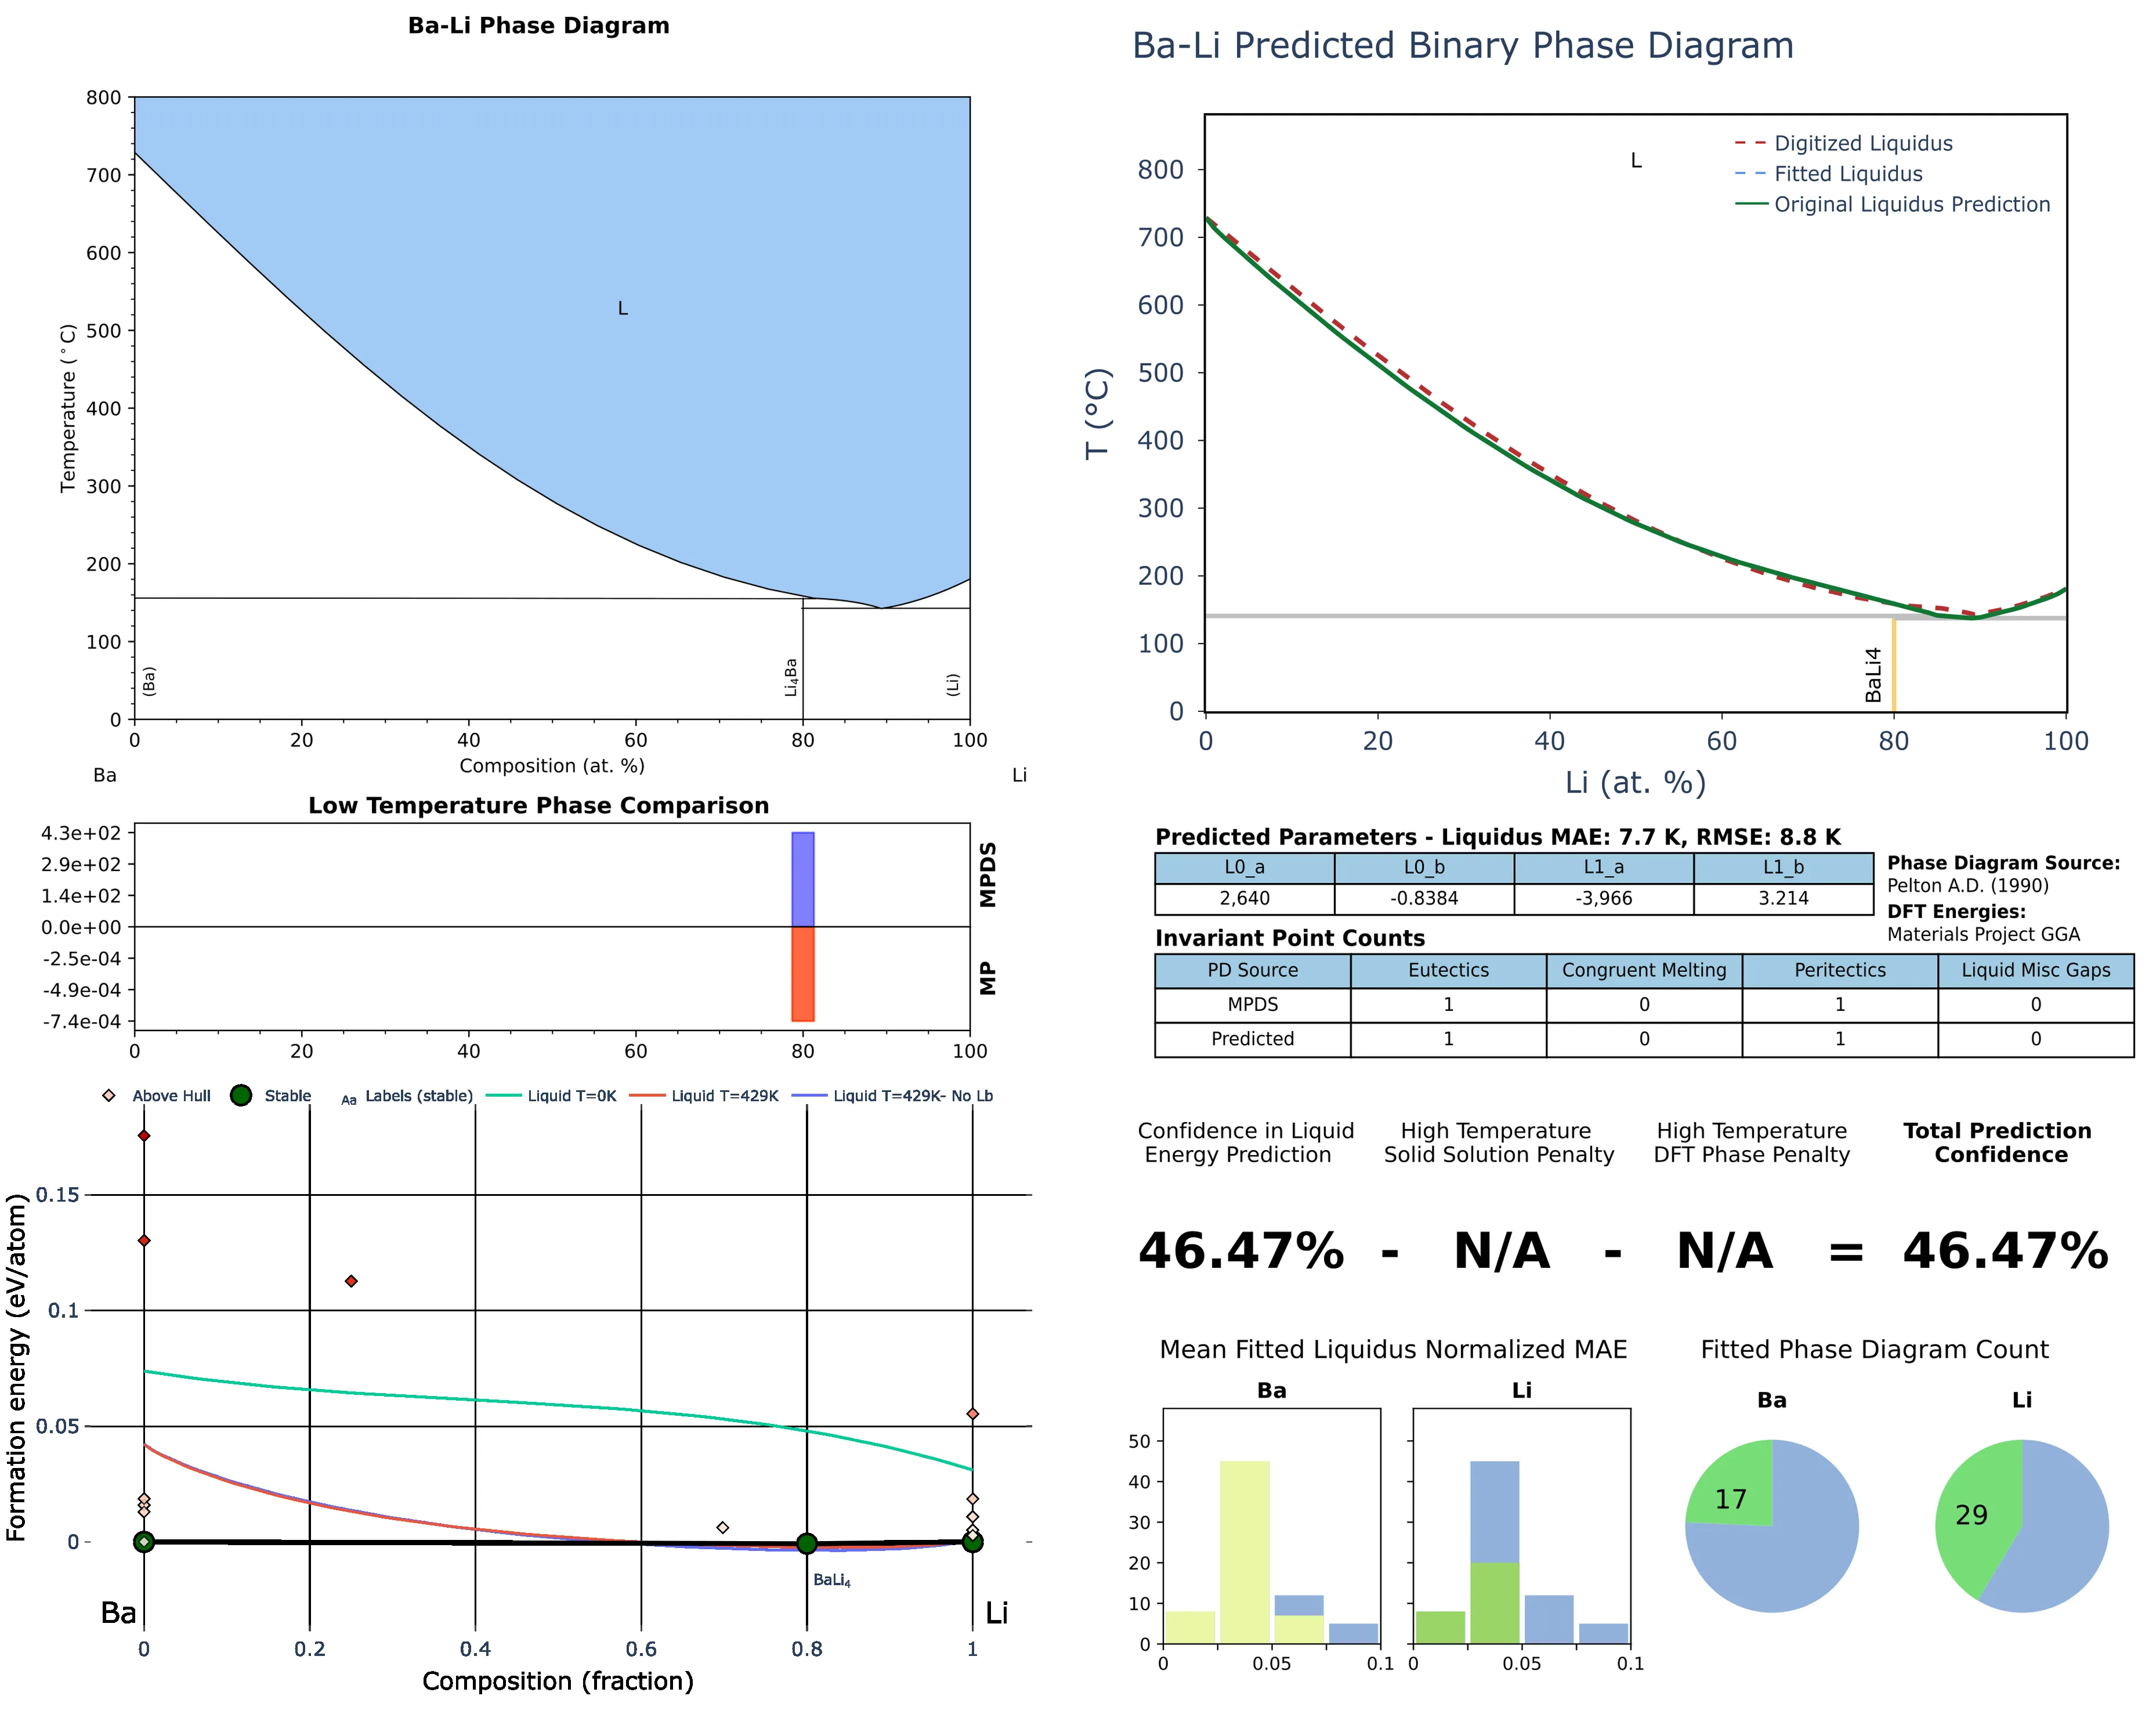 Ba-Li Phase Diagram
800
700
600
500
400
300
200
100
0
Temperature (°C)
L
(Ba)
Li4Ba
(Li)
0 20 40 60 80 100
Composition (at. %)
Ba Li
Low Temperature Phase Comparison
4.3e+02
2.9e+02
1.4e+02
0.0e+00
-2.5e-04
-4.9e-04
-7.4e-04
MPDS
MP
0 20 40 60 80 100
Above Hull Stable Aa Labels (stable) Liquid T=0K Liquid T=429K Liquid T=429K- No Lb
0.15
0.1
0.05
0
Formation energy (eV/atom)
BaLi4
Ba Li
0 0.2 0.4 0.6 0.8 1
Composition (fraction)
Ba-Li Predicted Binary Phase Diagram
L
Digitized Liquidus
Fitted Liquidus
Original Liquidus Prediction
800
700
600
500
400
300
200
100
0
T (°C)
BaLi4
0 20 40 60 80 100
Li (at. %)
Predicted Parameters - Liquidus MAE: 7.7 K, RMSE: 8.8 K
L0_a L0_b L1_a L1_b
2,640 -0.8384 -3,966 3.214
Phase Diagram Source:
Pelton A.D. (1990)
DFT Energies:
Materials Project GGA
Invariant Point Counts
PD Source Eutectics Congruent Melting Peritectics Liquid Misc Gaps
MPDS 1 0 1 0
Predicted 1 0 1 0
Confidence in Liquid
Energy Prediction
High Temperature
Solid Solution Penalty
High Temperature
DFT Phase Penalty
Total Prediction
Confidence
46.47% - N/A - N/A = 46.47%
Mean Fitted Liquidus Normalized MAE
Ba Li
50
40
30
20
10
0
0 0.05 0.1
0 0.05 0.1
Fitted Phase Diagram Count
Ba Li
17
29